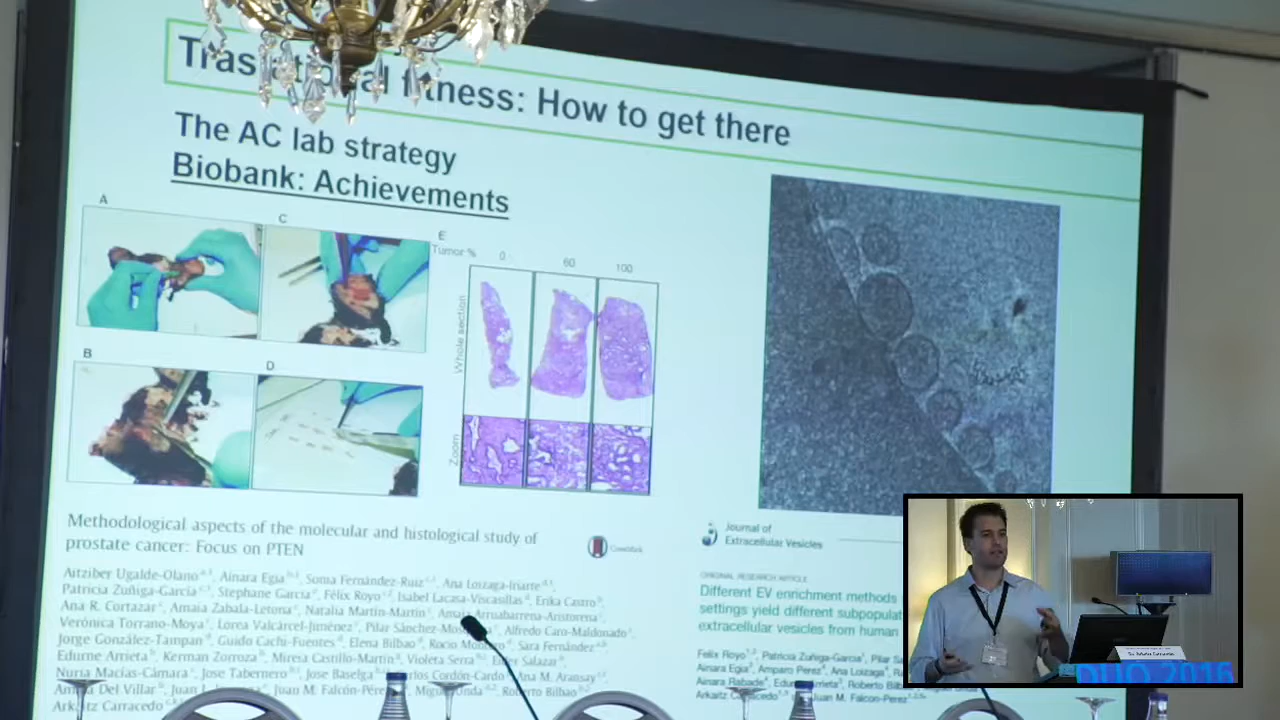 Traslational fitness: How to get there
The AC lab strategy
Biobank: Achievements
A
C
E
Tumor %
0
60
100
Whole section
B
D
Zoom
Methodological aspects of the molecular and histological study of
prostate cancer: Focus on PTEN
CrossMark
Aitziber Ugalde-Olano, Ainara Egia, Sonia Fernández-Ruiz, Ana Loizaga-Iriarte,
Patricia Zuñiga-Garcia, Stephane Garcia, Félix Royo, Isabel Lacasa-Viscasillas, Erika Castro,
Ana R. Cortazar, Amaia Zabala-Letona, Natalia Martín-Martín, Amaia Arruabarrena-Aristorena,
Verónica Torrano-Moya, Lorea Valcárcel-Jiménez, Pilar Sánchez-Mosquera, Alfredo Caro-Maldonado,
Jorge González-Tampan, Guido Cachi-Fuentes, Elena Bilbao, Rocío Montero, Sara Fernández,
Edurne Arrieta, Kerman Zorroza, Mireia Castillo-Martin, Violeta Serra, Salazar,
Nuria Macías-Cámara, Jose Tabernero, Jose Baselga, Carlos Cordón-Cardo, Ana M. Aransay,
Amaia Del Villar, Juan Juan M. Falcón-Pérez, Miguel Unda, Roberto Bilbao,
Arkaitz Carracedo
Journal of
Extracellular Vesicles
ORIGINAL RESEARCH ARTICLE
Different EV enrichment methods
settings yield different subpopulat
extracellular vesicles from human
Felix Royo, Patricia Zuñiga-Garcia, Pilar S
Ainara Egia, Amparo Perez, Ana Loizaga,
Ainara Rabade, Edurne Arrieta, Roberto Bilb
Arkaitz Carracedo, Juan M. Falcon-Perez
DUO 2016